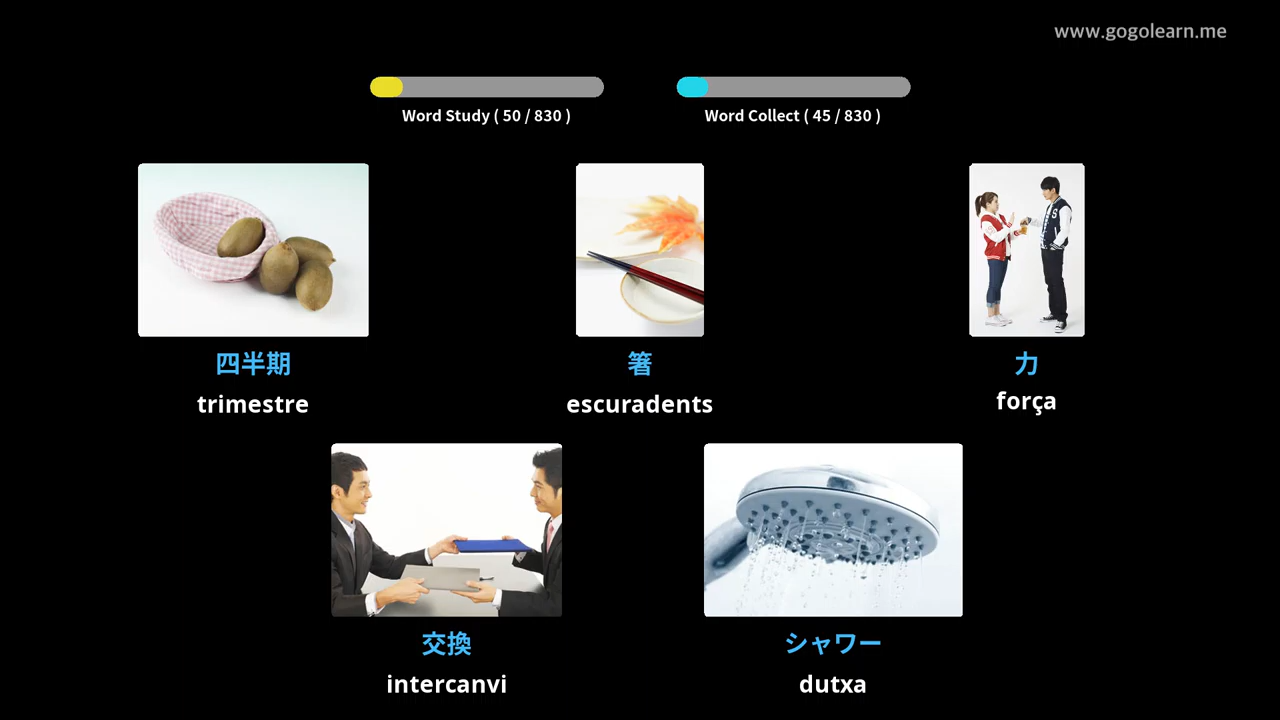 www.gogolearn.me
Word Study ( 50 / 830 )
Word Collect ( 45 / 830 )
四半期
trimestre
箸
escuradents
力
força
交換
intercanvi
シャワー
dutxa